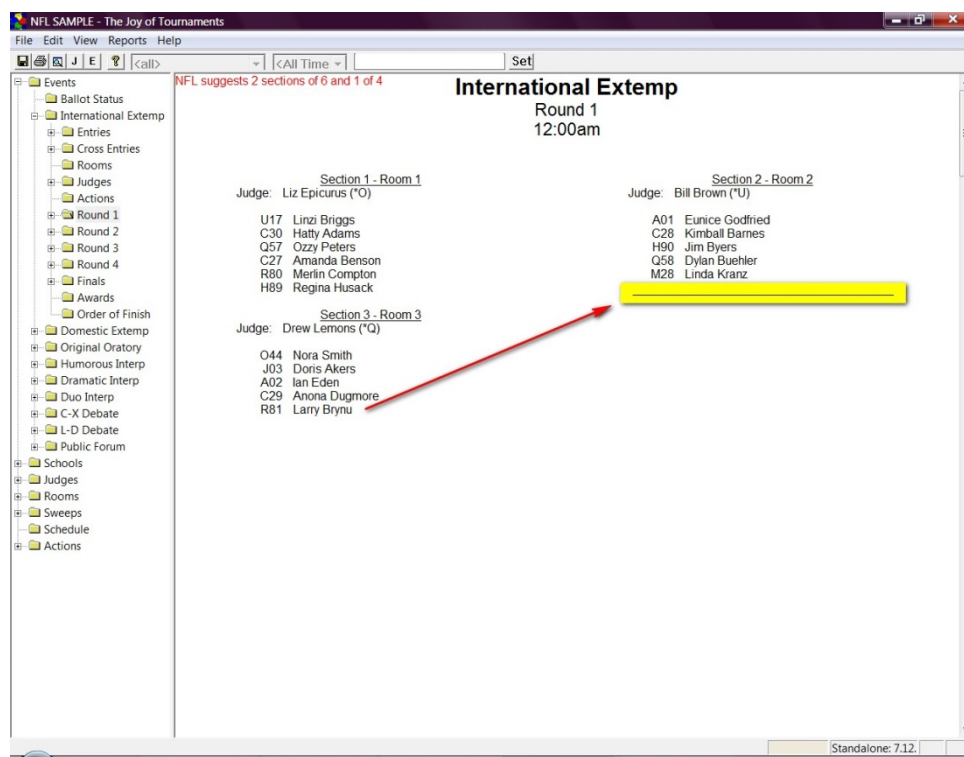 NFL SAMPLE - The Joy of Tournaments
File Edit View Reports Help
J E <all> <All Time Set
Events
Ballot Status
International Extemp
Entries
Cross Entries
Rooms
Judges
Actions
Round 1
Round 2
Round 3
Round 4
Finals
Awards
Order of Finish
Domestic Extemp
Original Oratory
Humorous Interp
Dramatic Interp
Duo Interp
C-X Debate
L-D Debate
Public Forum
Schools
Judges
Rooms
Sweeps
Schedule
Actions
NFL suggests 2 sections of 6 and 1 of 4
International Extemp
Round 1
12:00am
Section 1 - Room 1
Judge: Liz Epicurus (*O)
U17 Linzi Briggs
C30 Hatty Adams
Q57 Ozzy Peters
C27 Amanda Benson
R80 Merlin Compton
H89 Regina Husack
Section 2 - Room 2
Judge: Bill Brown (*U)
A01 Eunice Godfried
C28 Kimball Barnes
H90 Jim Byers
Q58 Dylan Buehler
M28 Linda Kranz
Section 3 - Room 3
Judge: Drew Lemons (*Q)
O44 Nora Smith
J03 Doris Akers
A02 Ian Eden
C29 Anona Dugmore
R81 Larry Brynu
Standalone: 7.12.